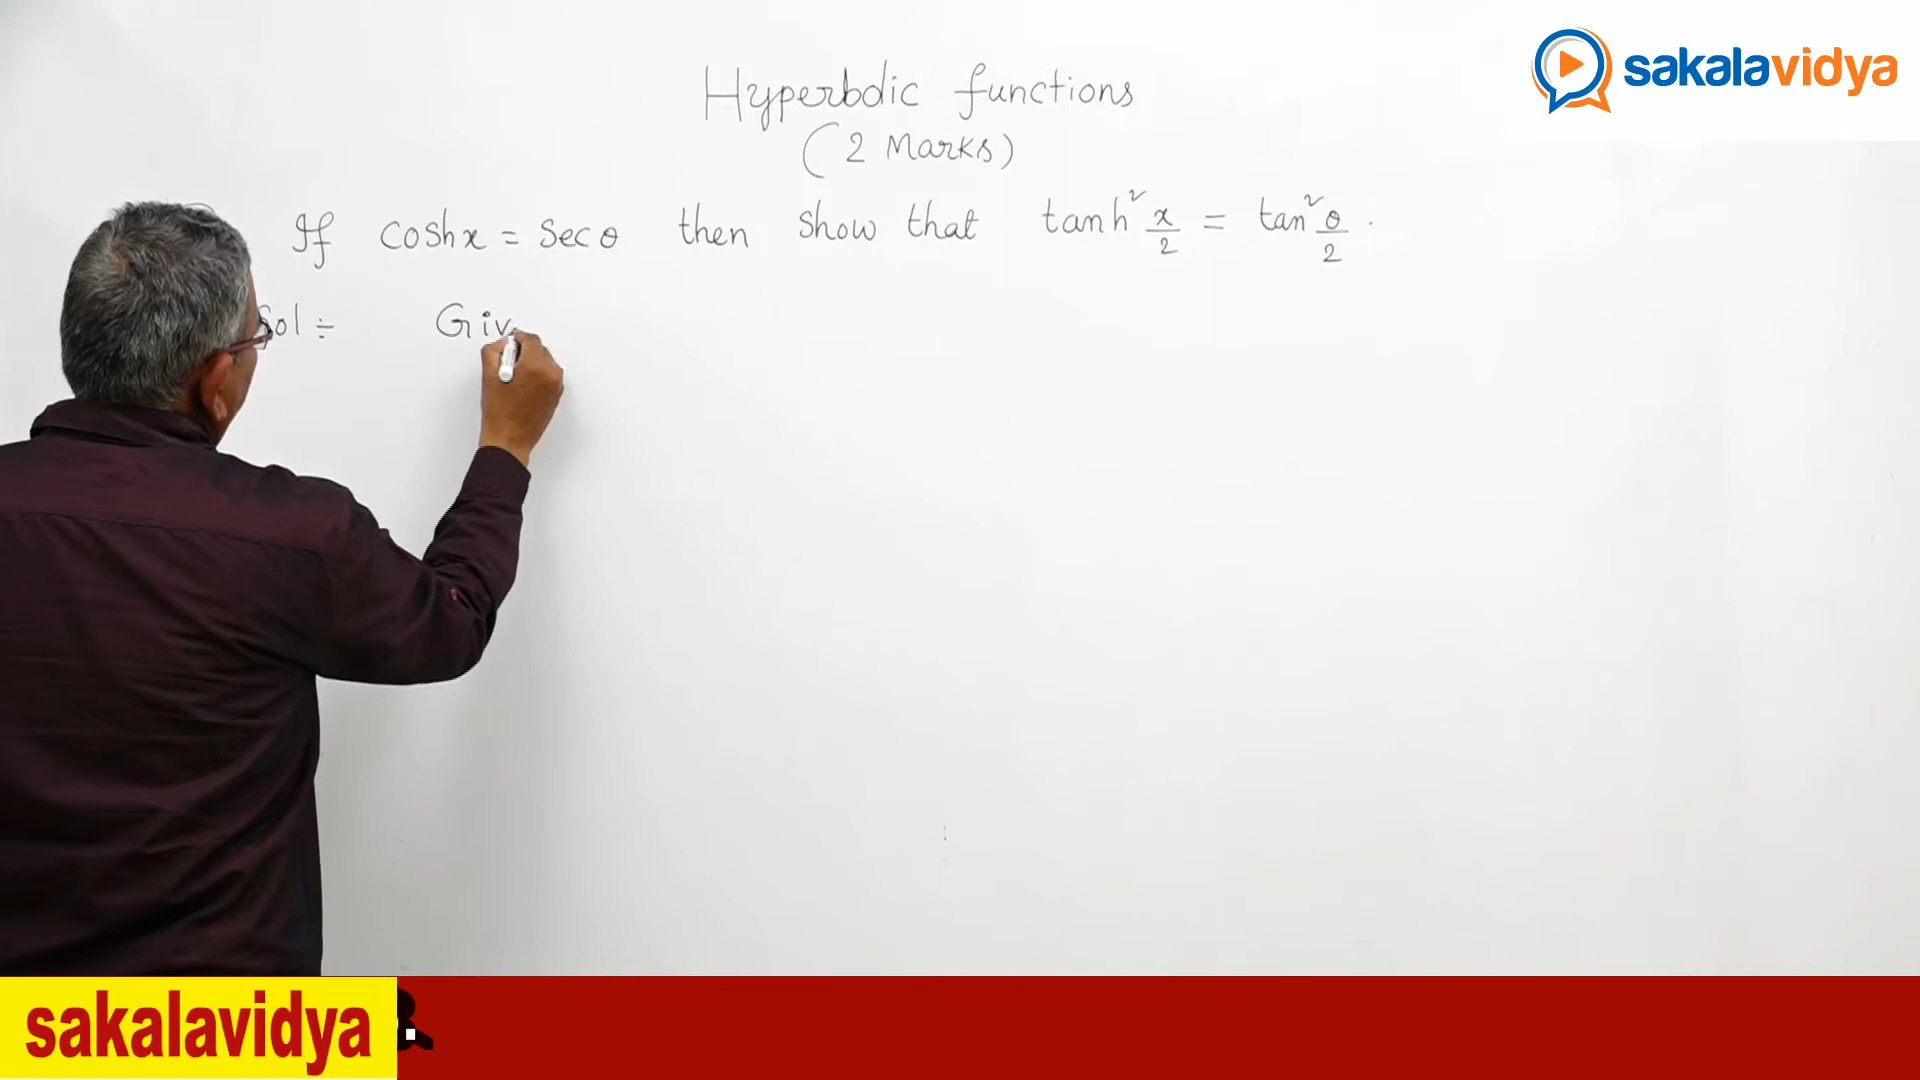 sakalavidya
Hyperbolic functions
(2 Marks)
If coshx = secθ then show that tanh² x/2 = tan² θ/2 .
Sol ÷ Giv
sakalavidya